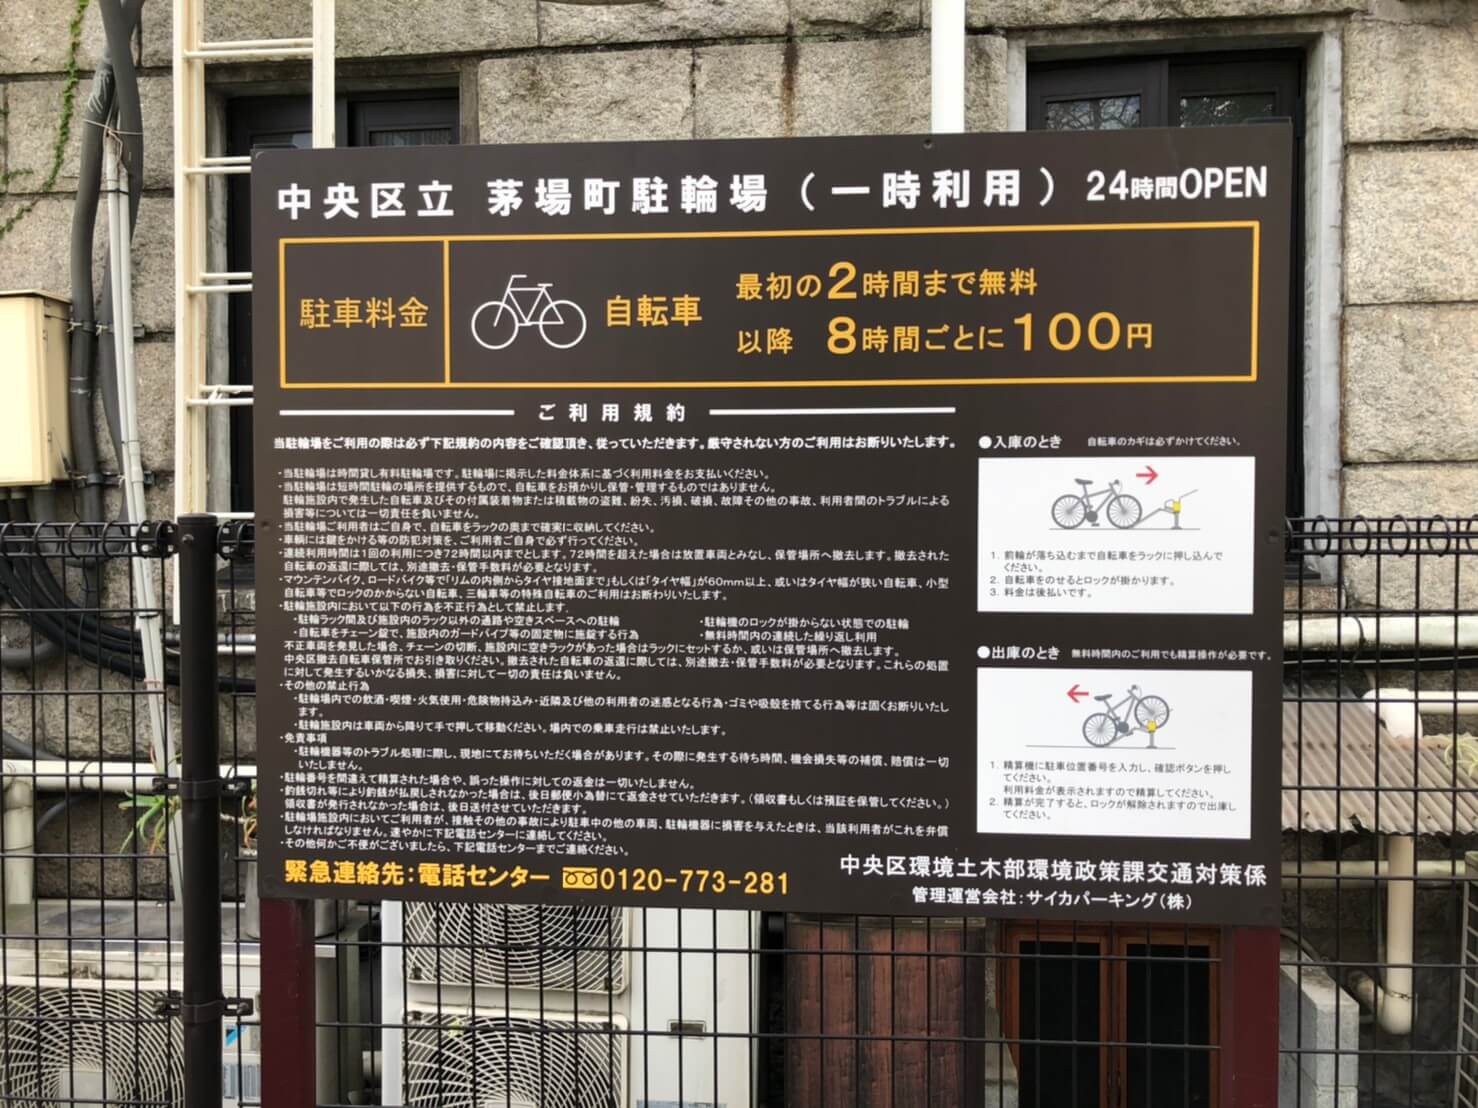 中央区立 茅場町駐輪場（一時利用） 24時間OPEN
駐車料金
自転車
最初の2時間まで無料
以降 8時間ごとに100円
ご利用規約
当駐輪場をご利用の際は必ず下記規約の内容をご確認頂き、従っていただきます。厳守されない方のご利用はお断りいたします。
・当駐輪場は時間貸し有料駐輪場です。駐輪場に掲示した料金体系に基づく利用料金をお支払いください。
・当駐輪場は短時間駐輪の場所を提供するもので、自転車をお預かりし保管・管理するものではありません。
駐輪施設内で発生した自転車及びその付属装着物または積載物の盗難、紛失、汚損、破損、故障その他の事故、利用者間のトラブルによる
損害等については一切責任を負いません。
・当駐輪場ご利用者はご自身で、自転車をラックの奥まで確実に収納してください。
・車輌には鍵をかける等の防犯対策を、ご利用者ご自身で必ず行ってください。
・連続利用時間は1回の利用につき72時間以内までとします。72時間を超えた場合は放置車両とみなし、保管場所へ撤去します。撤去された
自転車の返還に際しては、別途撤去・保管手数料が必要となります。
・マウンテンバイク、ロードバイク等で「リムの内側からタイヤ接地面まで」もしくは「タイヤ幅」が60mm以上、或いはタイヤ幅が狭い自転車、小型
自転車等でロックのかからない自転車、三輪車等の特殊自転車のご利用はお断わりいたします。
・駐輪施設内において以下の行為を不正行為として禁止します。
・駐輪ラック間及び施設内のラック以外の通路や空きスペースへの駐輪 ・駐輪機のロックが掛からない状態での駐輪
・自転車をチェーン錠で、施設内のガードパイプ等の固定物に施錠する行為 ・無料時間内の連続した繰り返し利用
不正車両を発見した場合、チェーンの切断、施設内に空きラックがあった場合はラックにセットするか、或いは保管場所へ撤去します。
中央区撤去自転車保管所でお引き取りください。撤去された自転車の返還に際しては、別途撤去・保管手数料が必要となります。これらの処置
に対して発生するいかなる損失、損害に対して一切の責任は負いません。
・その他の禁止行為
・駐輪場内での飲酒・喫煙・火気使用・危険物持込み・近隣及び他の利用者の迷惑となる行為・ゴミや吸殻を捨てる行為等は固くお断りいたし
ます。
・駐輪施設内は車両から降りて手で押して移動ください。場内での乗車走行は禁止いたします。
・免責事項
・駐輪機器等のトラブル処理に際し、現地にてお待ちいただく場合があります。その際に発生する待ち時間、機会損失等の補償、賠償は一切
いたしません。
・駐輪番号を間違えて精算された場合や、誤った操作に対しての返金は一切いたしません。
・釣銭切れ等により釣銭が払戻しされなかった場合は、後日郵便小為替にて返金させていただきます。（領収書もしくは預証を保管してください。）
領収書が発行されなかった場合は、後日送付させていただきます。
・駐輪場施設内においてご利用者が、接触その他の事故により駐車中の他の車両、駐輪機器に損害を与えたときは、当該利用者がこれを弁償
しなければなりません。速やかに下記電話センターに連絡してください。
・その他何かご不便がございましたら、下記電話センターまでご連絡ください。
緊急連絡先：電話センター 0120-773-281
●入庫のとき 自転車のカギは必ずかけてください。
1. 前輪が落ち込むまで自転車をラックに押し込んで
ください。
2. 自転車をのせるとロックが掛かります。
3. 料金は後払いです。
●出庫のとき 無料時間内のご利用でも精算操作が必要です。
1. 精算機に駐車位置番号を入力し、確認ボタンを押し
てください。
利用料金が表示されますので精算してください。
2. 精算が完了すると、ロックが解除されますので出庫し
てください。
中央区環境土木部環境政策課交通対策係
管理運営会社：サイカパーキング（株）